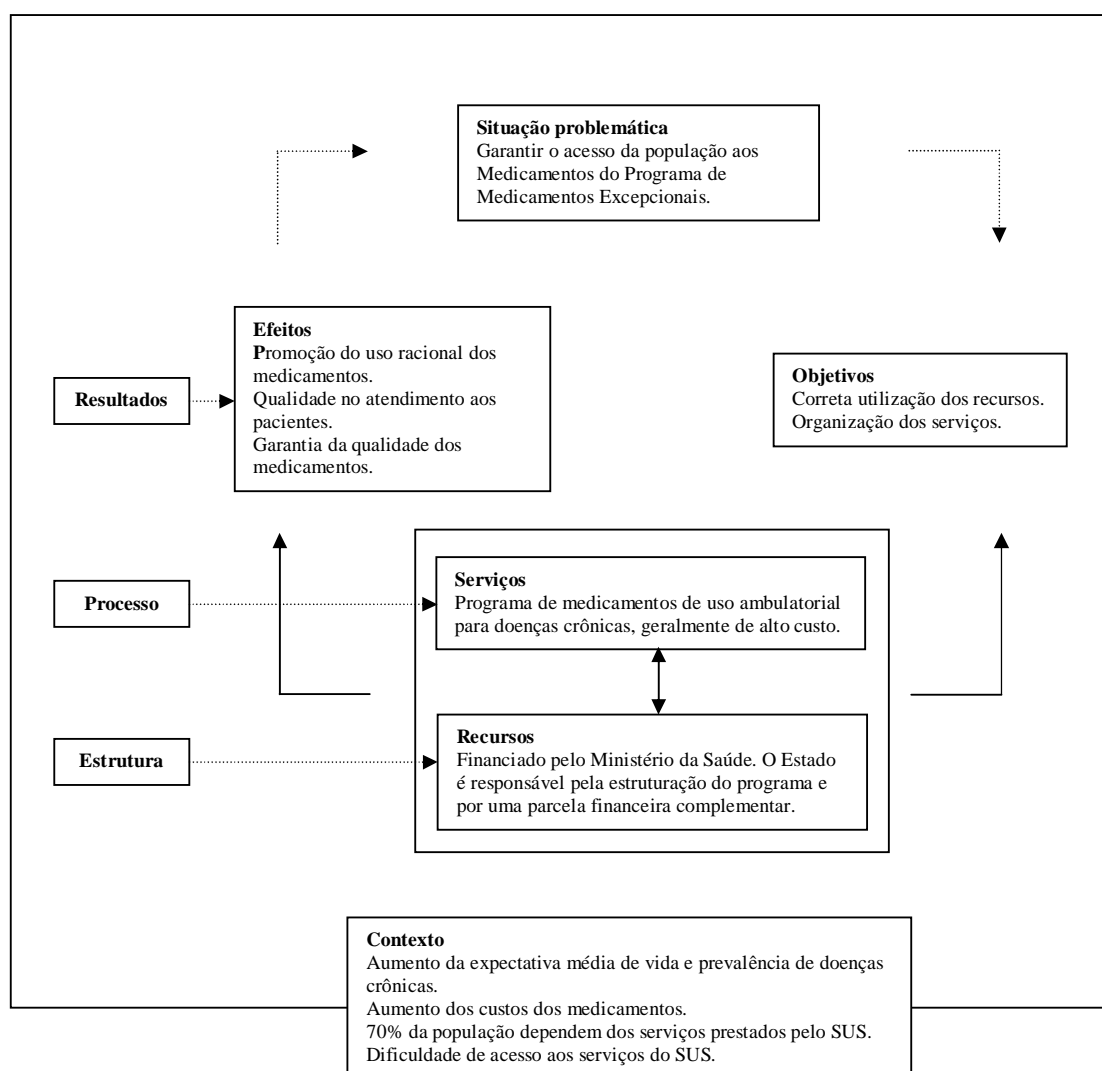 Situação problemática
Garantir o acesso da população aos
Medicamentos do Programa de
Medicamentos Excepcionais.
Efeitos
Promoção do uso racional dos
medicamentos.
Qualidade no atendimento aos
pacientes.
Garantia da qualidade dos
medicamentos.
Resultados
Objetivos
Correta utilização dos recursos.
Organização dos serviços.
Processo
Serviços
Programa de medicamentos de uso ambulatorial
para doenças crônicas, geralmente de alto custo.
Estrutura
Recursos
Financiado pelo Ministério da Saúde. O Estado
é responsável pela estruturação do programa e
por uma parcela financeira complementar.
Contexto
Aumento da expectativa média de vida e prevalência de doenças
crônicas.
Aumento dos custos dos medicamentos.
70% da população dependem dos serviços prestados pelo SUS.
Dificuldade de acesso aos serviços do SUS.